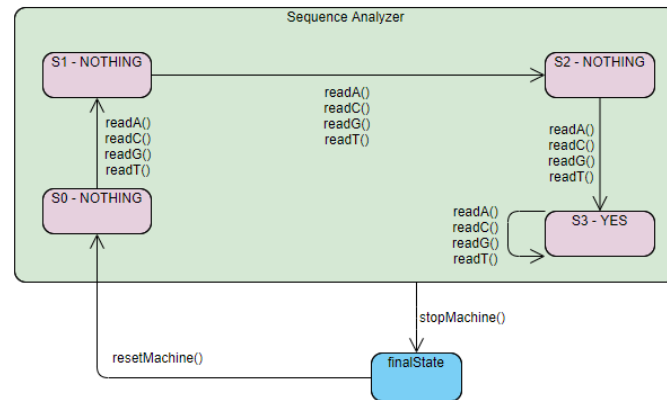 Sequence Analyzer
S1 - NOTHING
S2 - NOTHING
readA()
readC()
readG()
readT()
readA()
readC()
readG()
readT()
readA()
readC()
readG()
readT()
S0 - NOTHING
S3 - YES
readA()
readC()
readG()
readT()
stopMachine()
resetMachine()
finalState